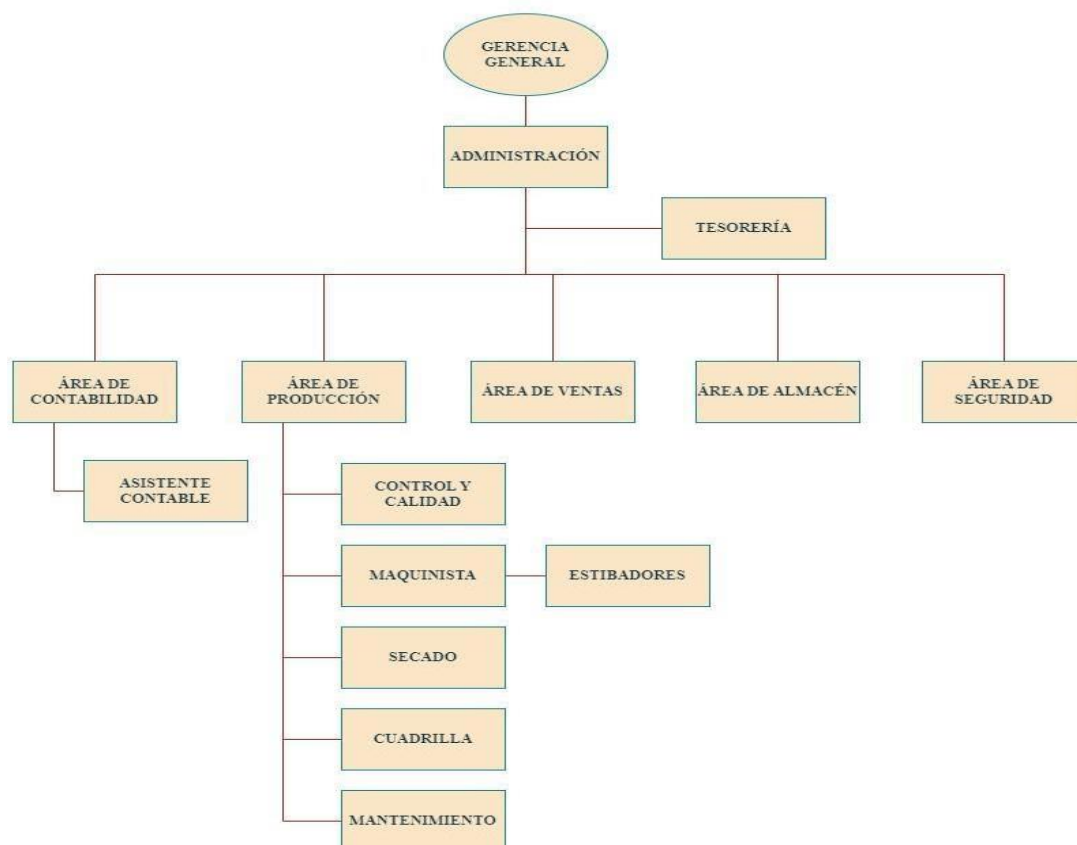 GERENCIA
GENERAL
ADMINISTRACIÓN
TESORERÍA
ÁREA DE
CONTABILIDAD
ÁREA DE
PRODUCCIÓN
ÁREA DE VENTAS
ÁREA DE ALMACÉN
ÁREA DE
SEGURIDAD
ASISTENTE
CONTABLE
CONTROL Y
CALIDAD
MAQUINISTA
ESTIBADORES
SECADO
CUADRILLA
MANTENIMIENTO